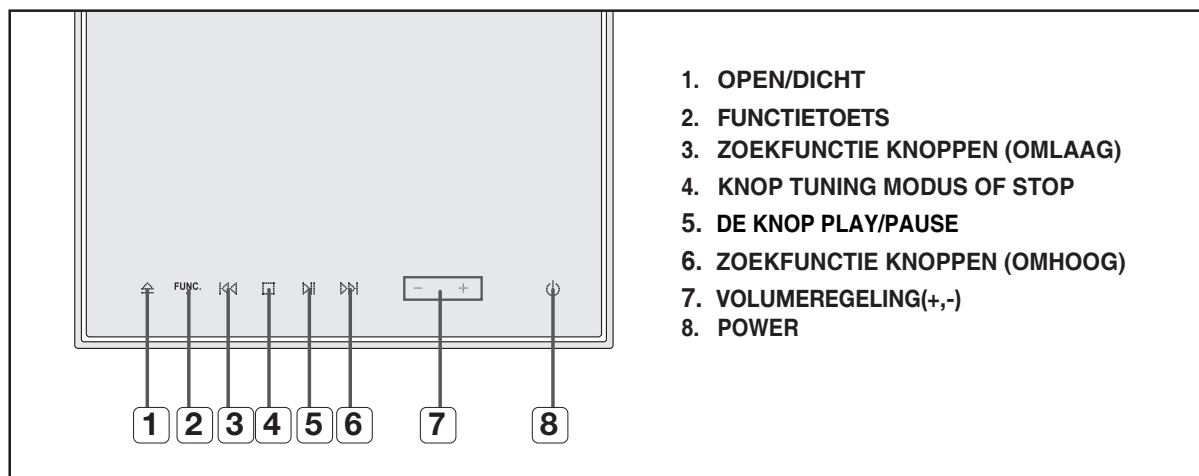 1. OPEN/DICHT
2. FUNCTIETOETS
3. ZOEKFUNCTIE KNOPPEN (OMLAAG)
4. KNOP TUNING MODUS OF STOP
5. DE KNOP PLAY/PAUSE
6. ZOEKFUNCTIE KNOPPEN (OMHOOG)
7. VOLUMEREGELING(+,-)
8. POWER
FUNC. - +
1 2 3 4 5 6 7 8